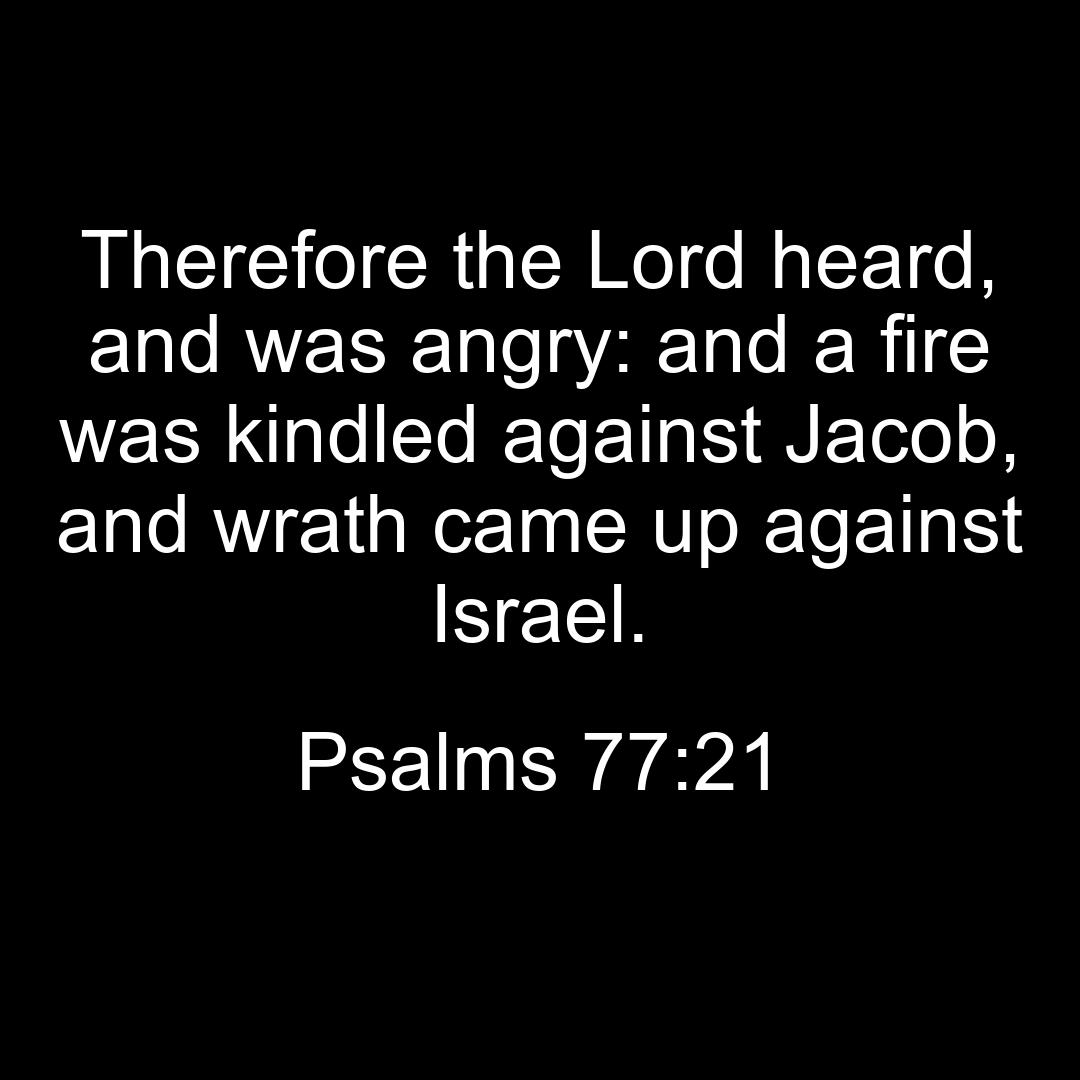 Therefore the Lord heard,
and was angry: and a fire
was kindled against Jacob,
and wrath came up against
Israel.
Psalms 77:21